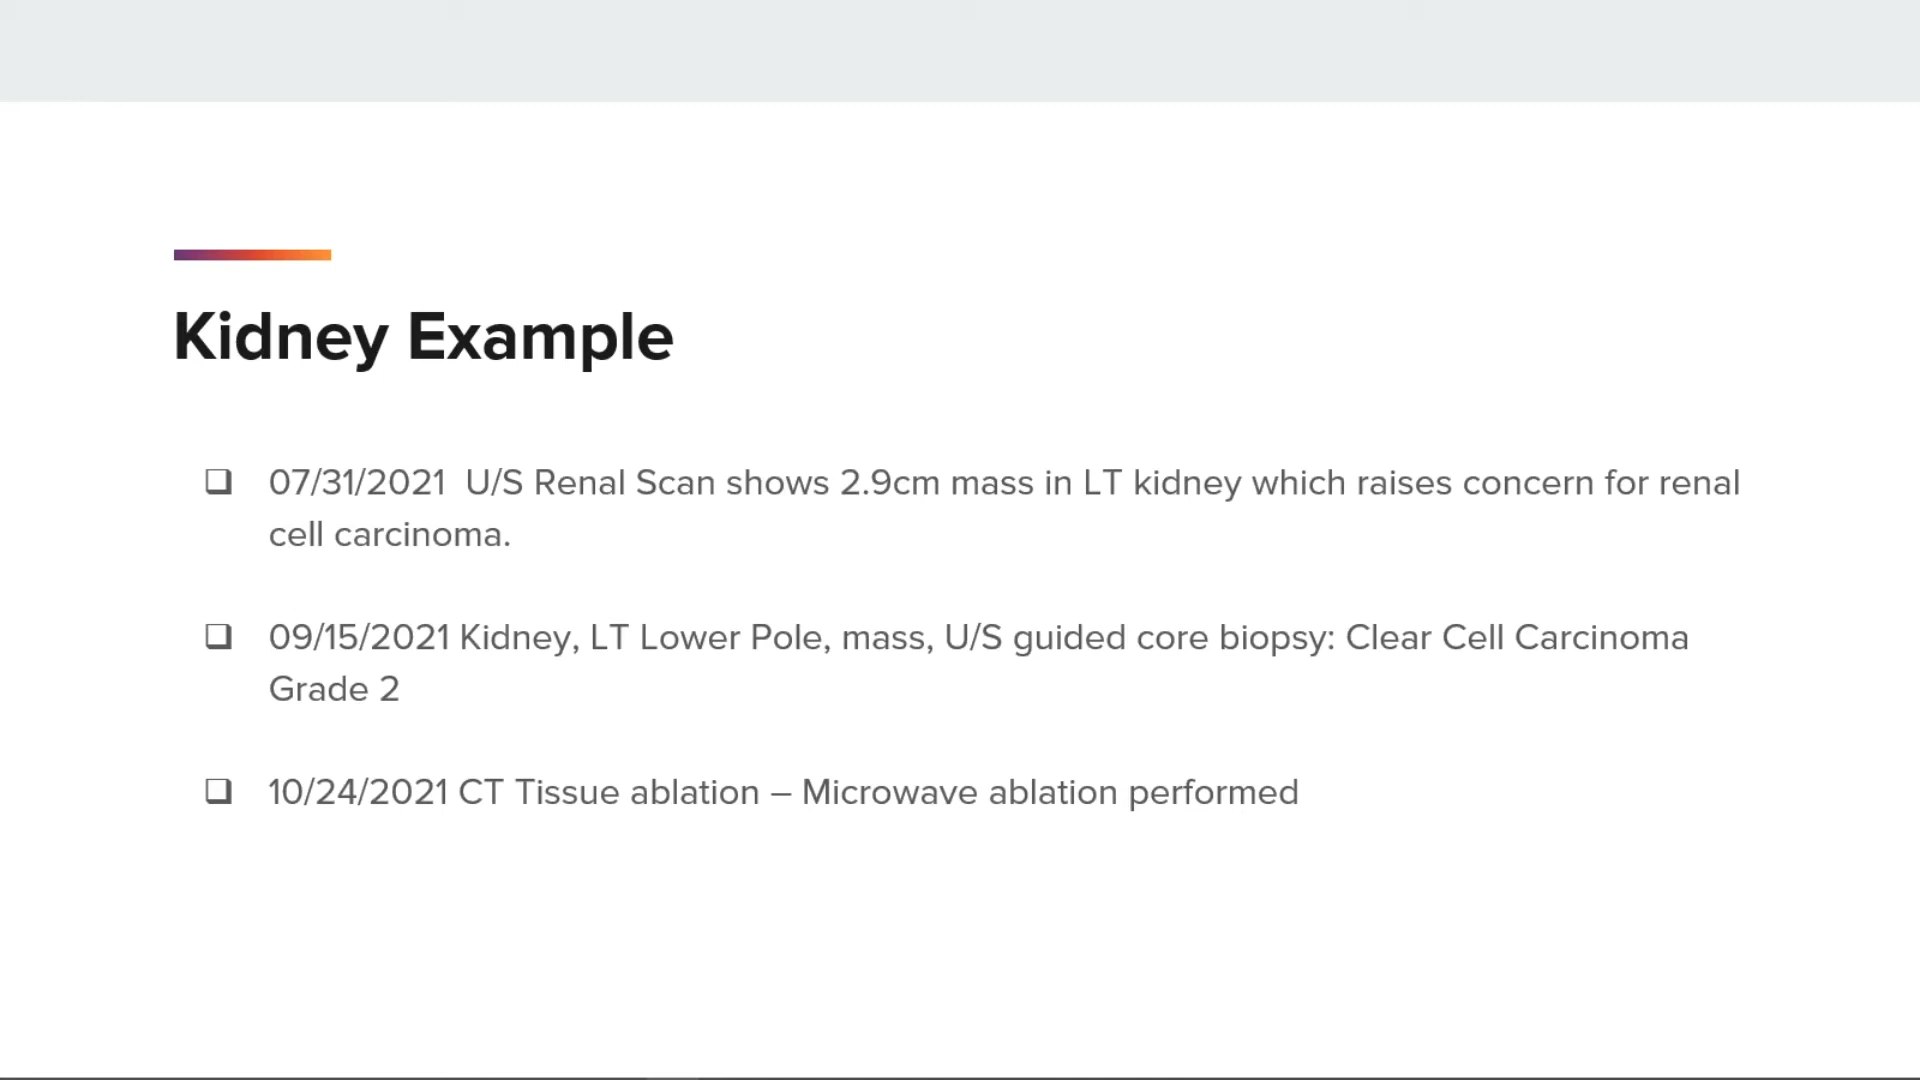 Kidney Example
❑ 07/31/2021  U/S Renal Scan shows 2.9cm mass in LT kidney which raises concern for renal
cell carcinoma.
❑ 09/15/2021 Kidney, LT Lower Pole, mass, U/S guided core biopsy: Clear Cell Carcinoma
Grade 2
❑ 10/24/2021 CT Tissue ablation – Microwave ablation performed